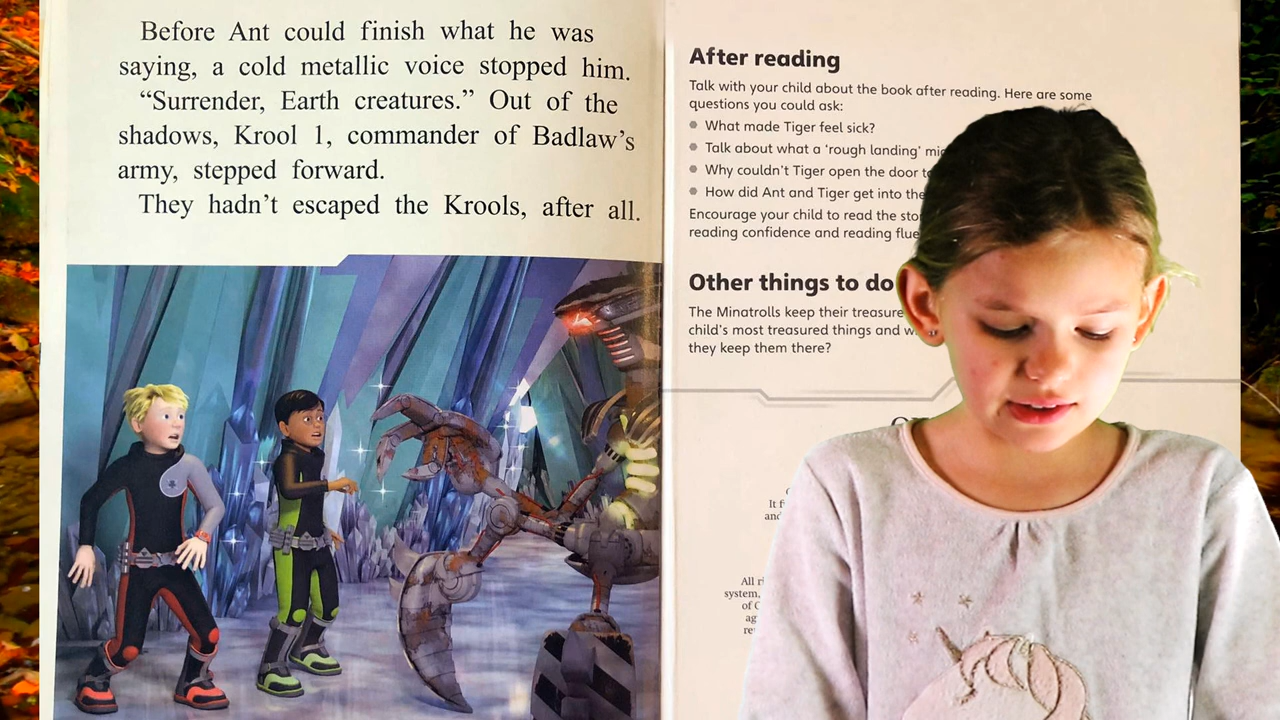 Before Ant could finish what he was
saying, a cold metallic voice stopped him.
“Surrender, Earth creatures.” Out of the
shadows, Krool 1, commander of Badlaw’s
army, stepped forward.
They hadn’t escaped the Krools, after all.
After reading
Talk with your child about the book after reading. Here are some
questions you could ask:
What made Tiger feel sick?
Talk about what a ‘rough landing’
Why couldn’t Tiger open the door
How did Ant and Tiger get into the
Encourage your child to read the
reading confidence and reading
Other things to do
The Minatrolls keep their treasure
child’s most treasured things and
they keep them there?
It
All
system,
of